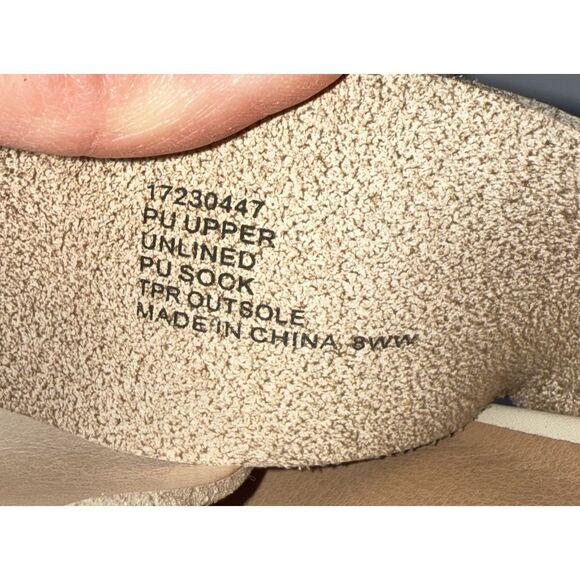 17230447
PU UPPER
UNLINED
PU SOCK
TPR OUTSOLE
MADE IN CHINA 8WW